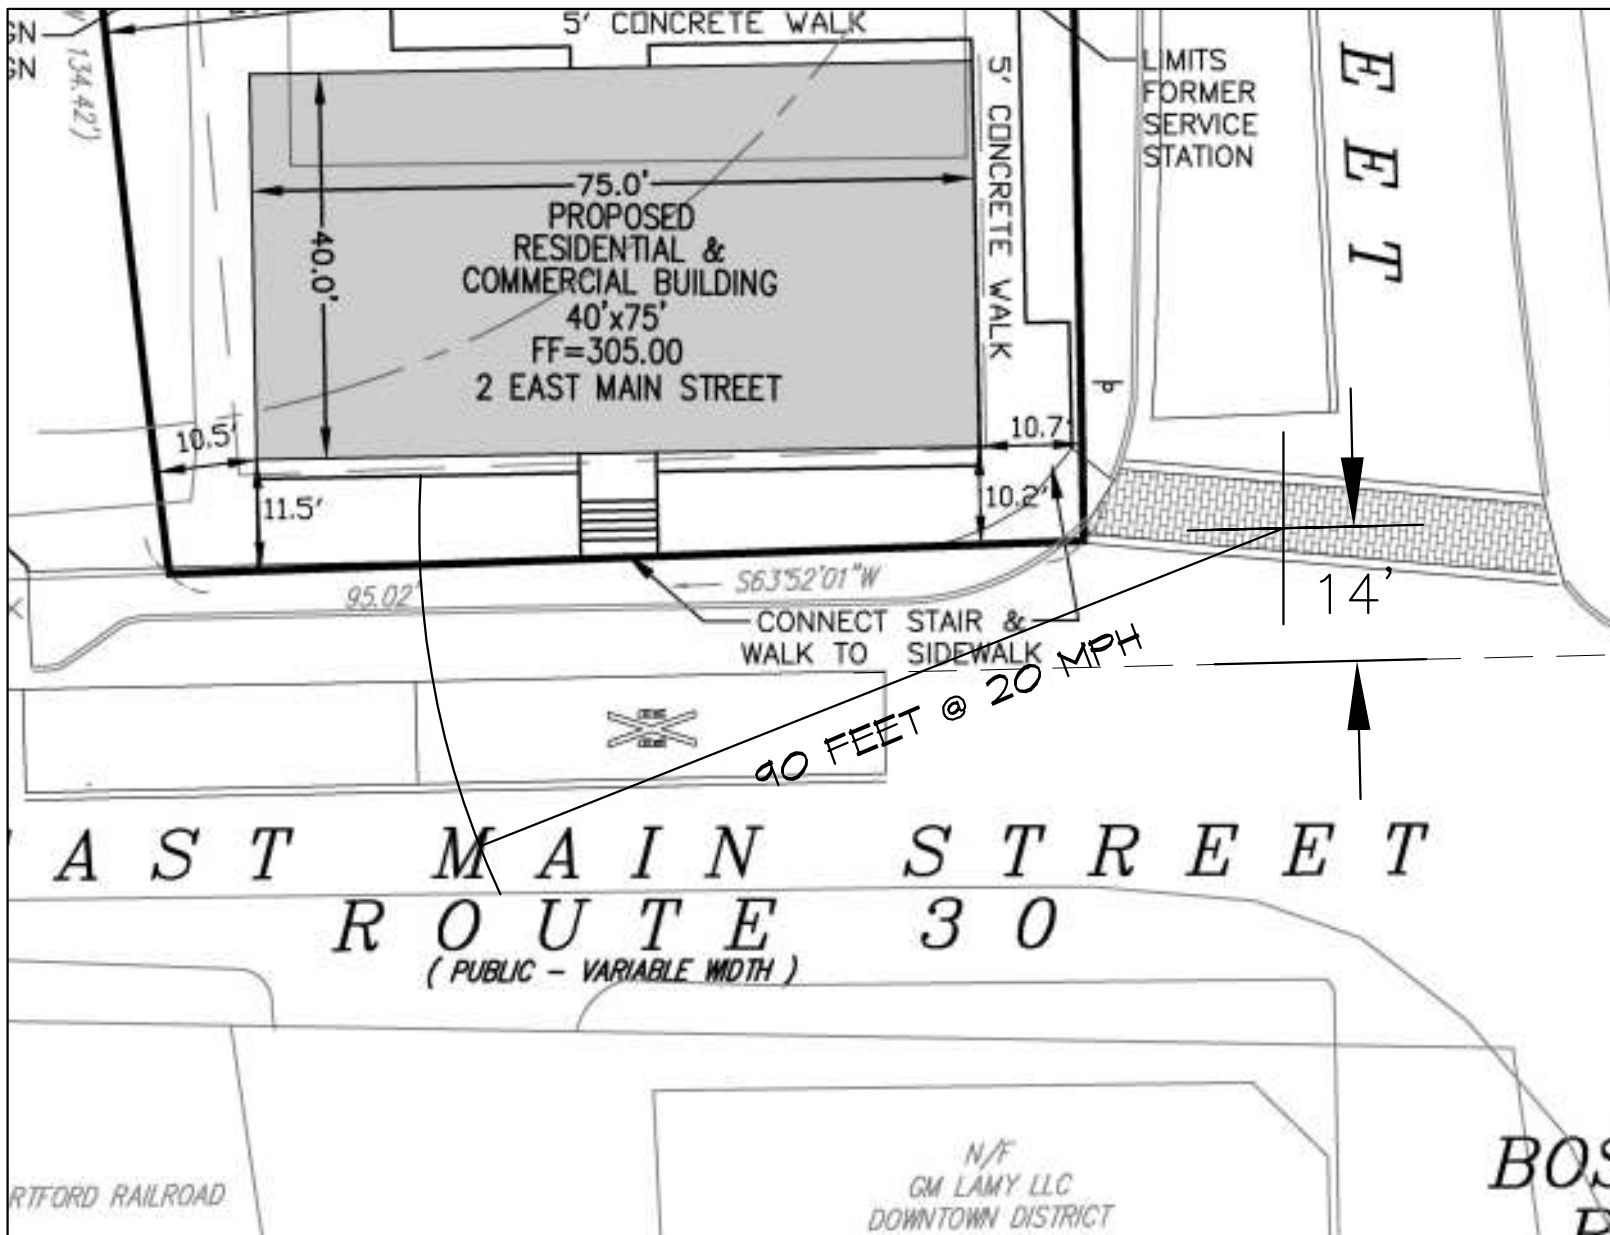 GN
GN
134.42')
5' CONCRETE WALK
5' CONCRETE WALK
LIMITS
FORMER
SERVICE
STATION
E E T
75.0'
40.0'
PROPOSED
RESIDENTIAL &
COMMERCIAL BUILDING
40'x75'
FF=305.00
2 EAST MAIN STREET
10.5'
10.7'
11.5'
10.2'
14'
95.02'
S63°52'01"W
CONNECT STAIR &
WALK TO SIDEWALK
90 FEET @ 20 MPH
AST MAIN STREET
ROUTE 30
( PUBLIC - VARIABLE WIDTH )
RTFORD RAILROAD
N/F
GM LAMY LLC
DOWNTOWN DISTRICT
BOS